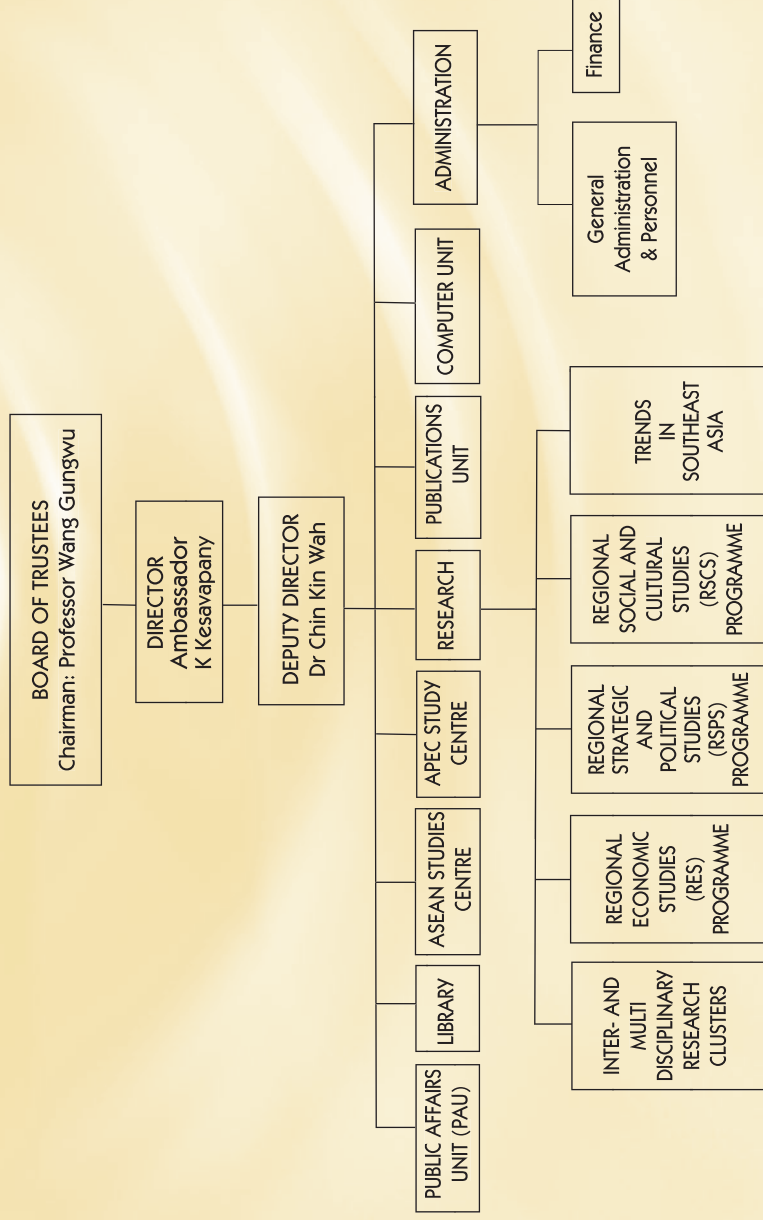 BOARD OF TRUSTEES
Chairman: Professor Wang Gungwu
DIRECTOR
Ambassador
K Kesavapany
DEPUTY DIRECTOR
Dr Chin Kin Wah
PUBLIC AFFAIRS
UNIT (PAU)
LIBRARY
ASEAN STUDIES
CENTRE
APEC STUDY
CENTRE
RESEARCH
PUBLICATIONS
UNIT
COMPUTER UNIT
ADMINISTRATION
INTER- AND
MULTI
DISCIPLINARY
RESEARCH
CLUSTERS
REGIONAL
ECONOMIC
STUDIES
(RES)
PROGRAMME
REGIONAL
STRATEGIC
AND
POLITICAL
STUDIES
(RSPS)
PROGRAMME
REGIONAL
SOCIAL AND
CULTURAL
STUDIES
(RSCS)
PROGRAMME
TRENDS
IN
SOUTHEAST
ASIA
General
Administration
& Personnel
Finance